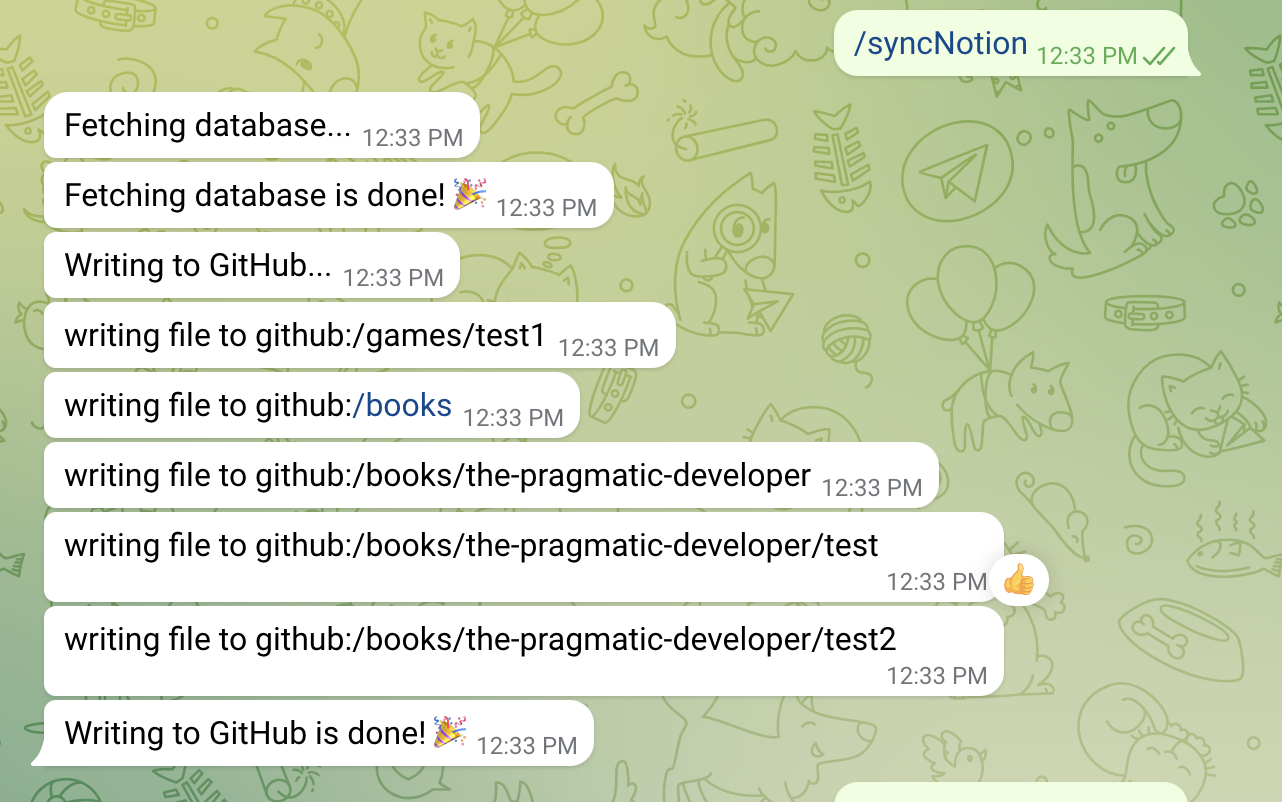 /syncNotion 12:33 PM
Fetching database... 12:33 PM
Fetching database is done! 🎉 12:33 PM
Writing to GitHub... 12:33 PM
writing file to github:/games/test1 12:33 PM
writing file to github:/books 12:33 PM
writing file to github:/books/the-pragmatic-developer 12:33 PM
writing file to github:/books/the-pragmatic-developer/test
12:33 PM 👍
writing file to github:/books/the-pragmatic-developer/test2
12:33 PM
Writing to GitHub is done! 🎉 12:33 PM